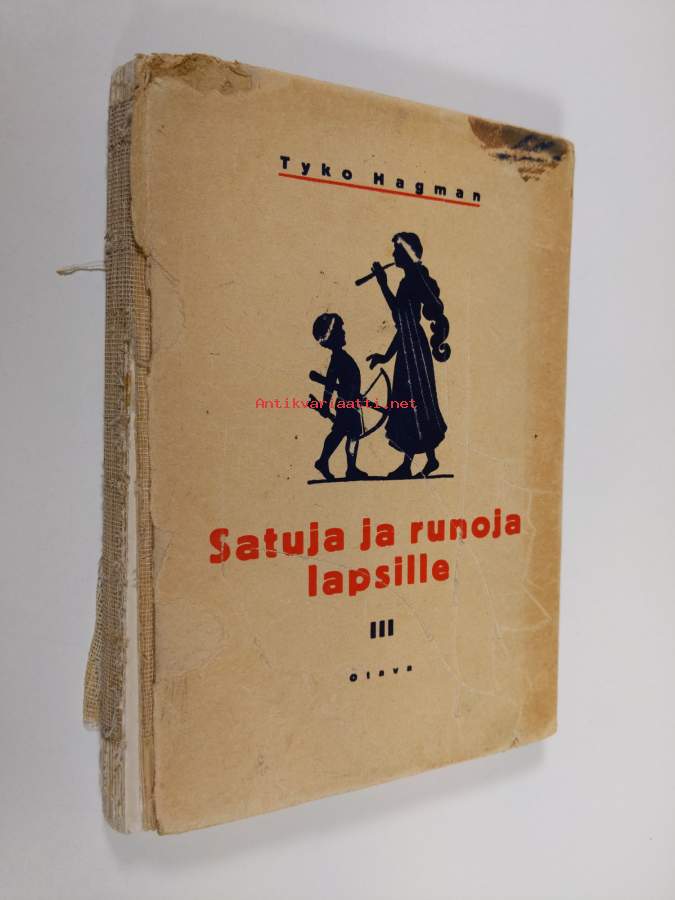 Tyko Hagman
Antikvariaatti.net
Satuja ja runoja
lapsille
III
Otava